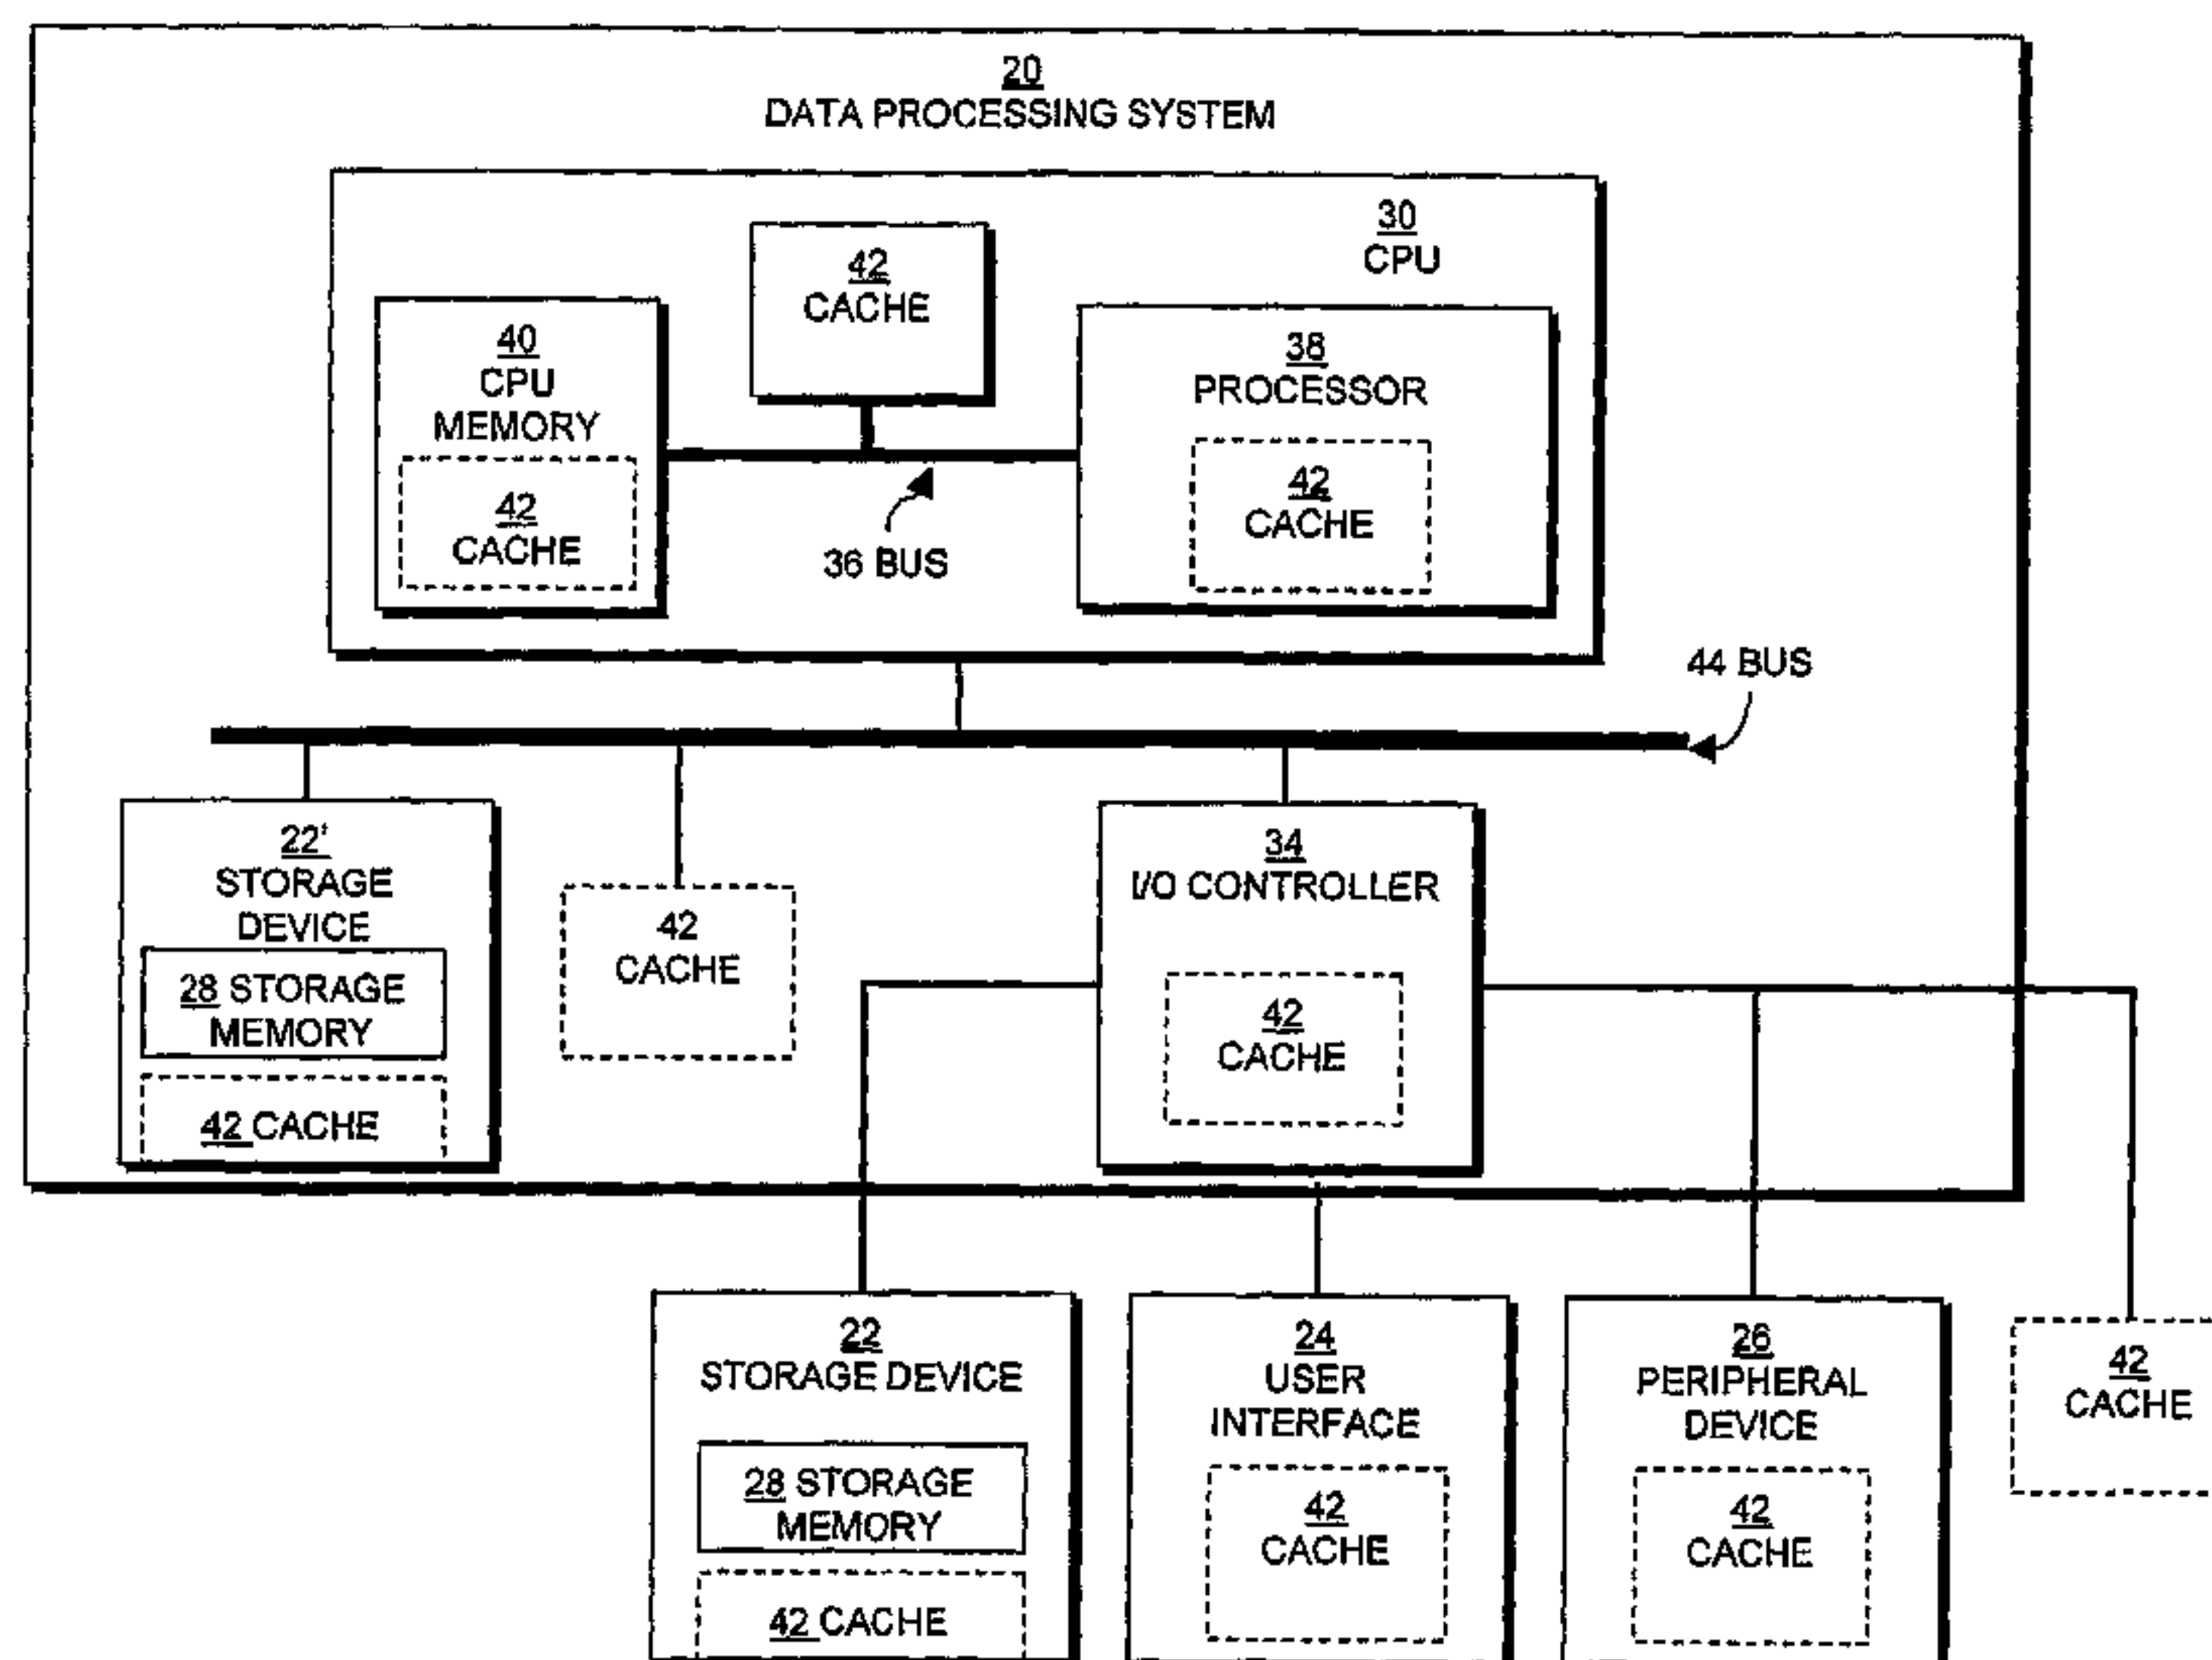 20
DATA PROCESSING SYSTEM
30
CPU
42
CACHE
40
CPU
MEMORY
42
CACHE
38
PROCESSOR
42
CACHE
36 BUS
44 BUS
22'
STORAGE
DEVICE
28 STORAGE
MEMORY
42 CACHE
42
CACHE
34
I/O CONTROLLER
42
CACHE
22
STORAGE DEVICE
28 STORAGE
MEMORY
42 CACHE
24
USER
INTERFACE
42
CACHE
26
PERIPHERAL
DEVICE
42
CACHE
42
CACHE